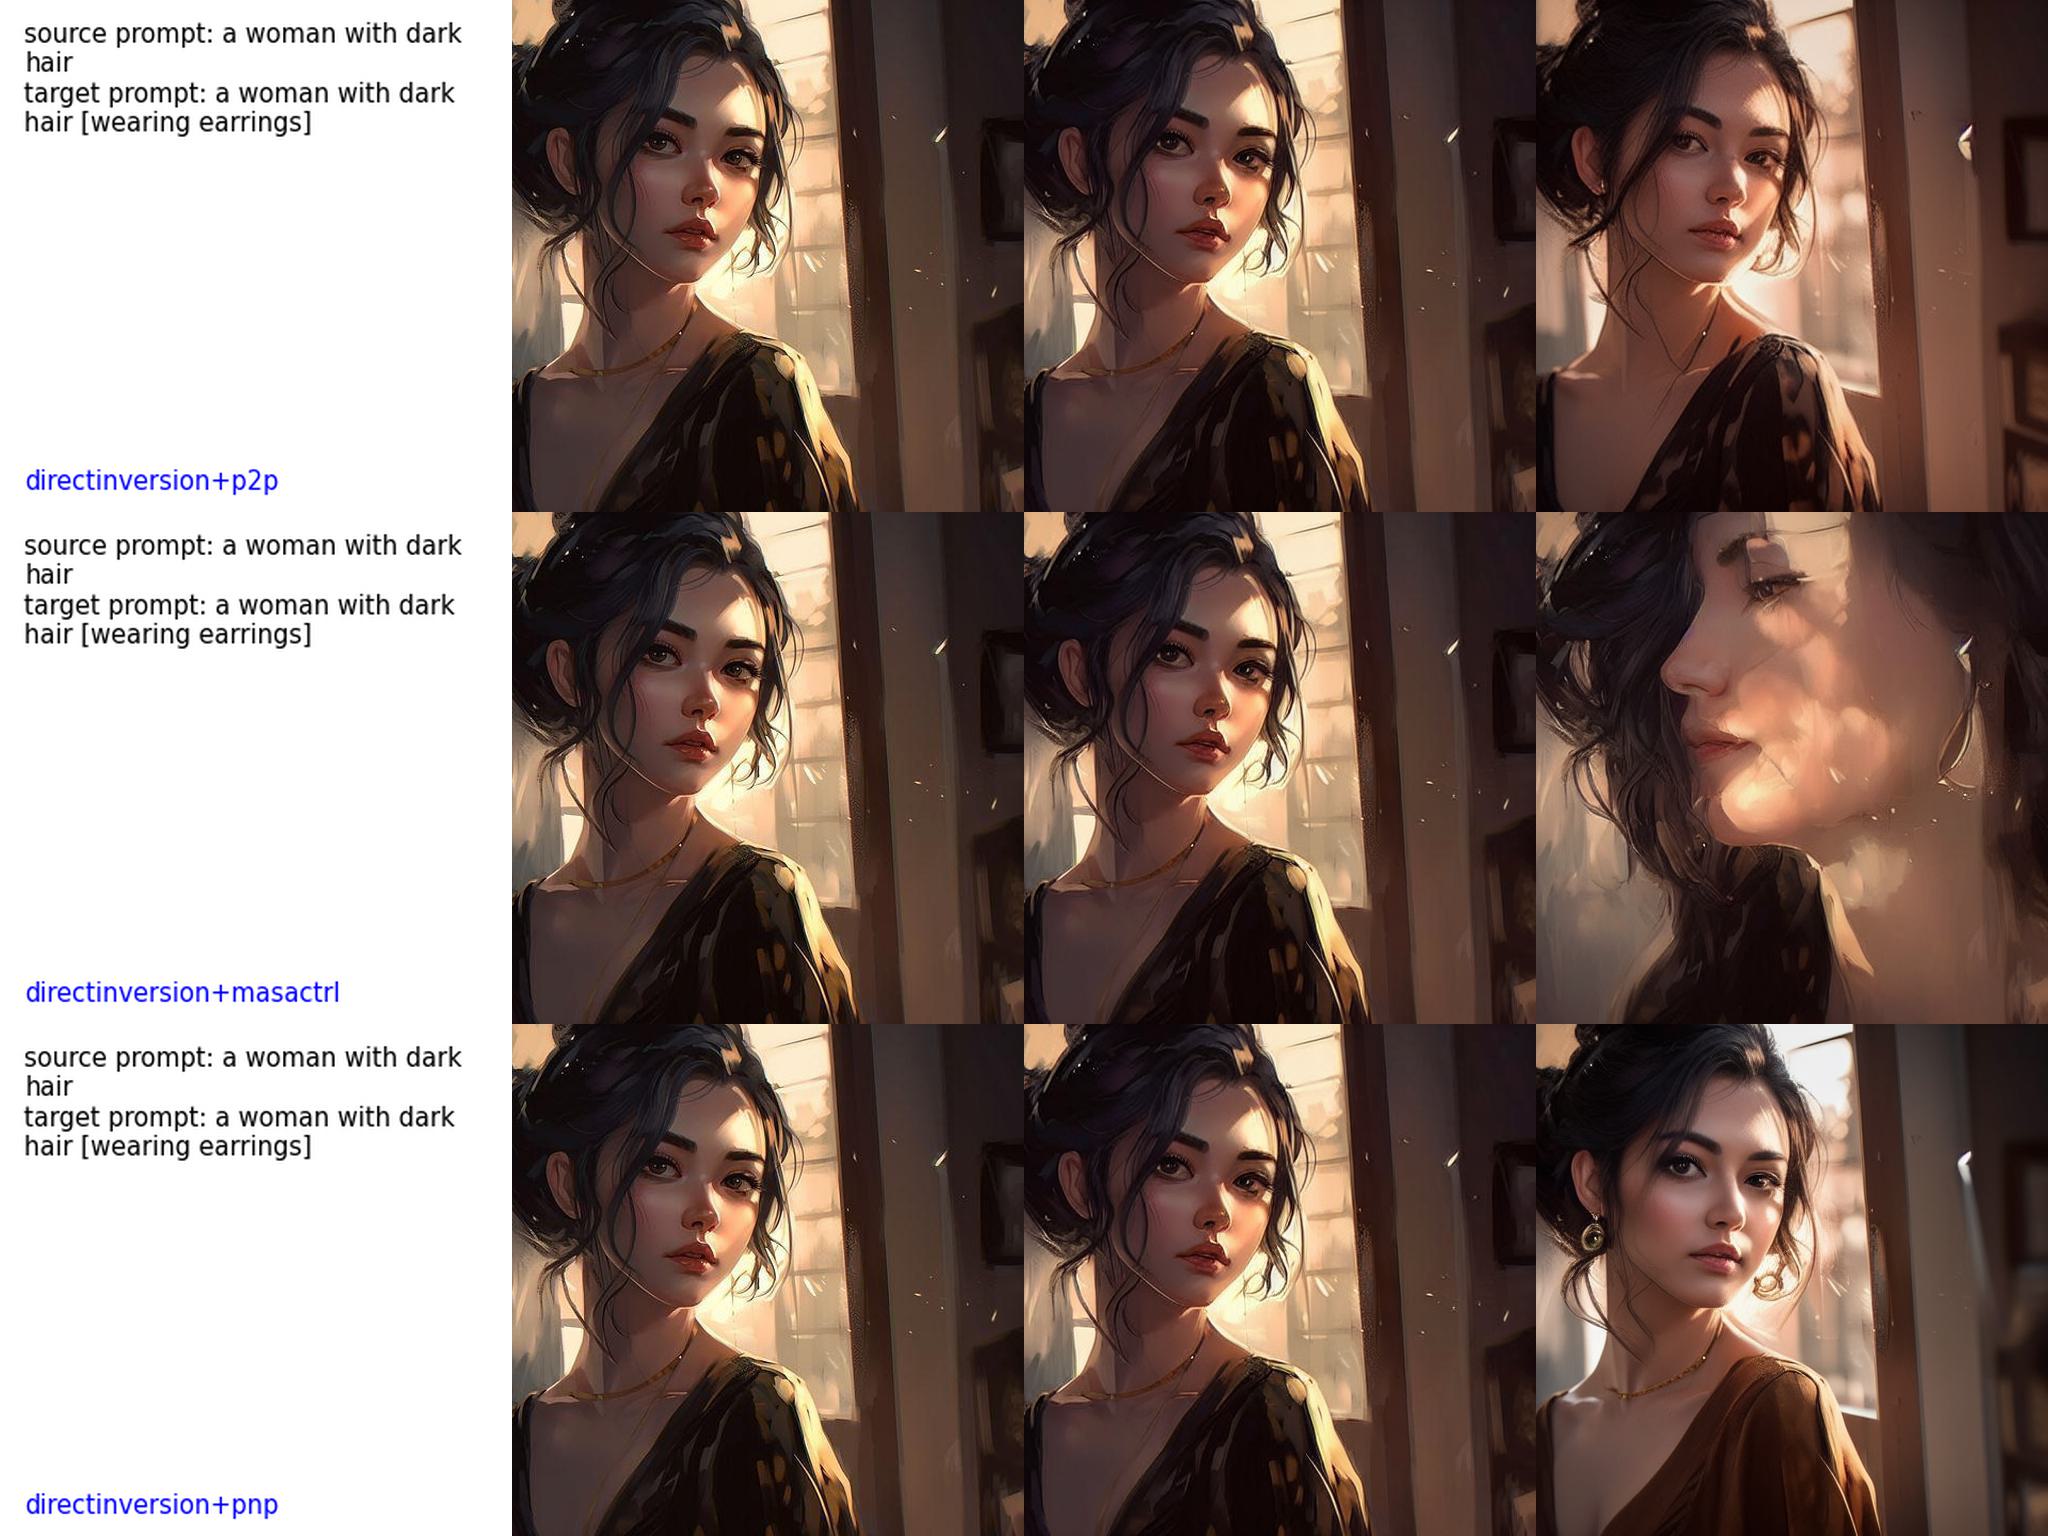 source prompt: a woman with dark
hair
target prompt: a woman with dark
hair [wearing earrings]
directinversion+p2p
source prompt: a woman with dark
hair
target prompt: a woman with dark
hair [wearing earrings]
directinversion+masactrl
source prompt: a woman with dark
hair
target prompt: a woman with dark
hair [wearing earrings]
directinversion+pnp